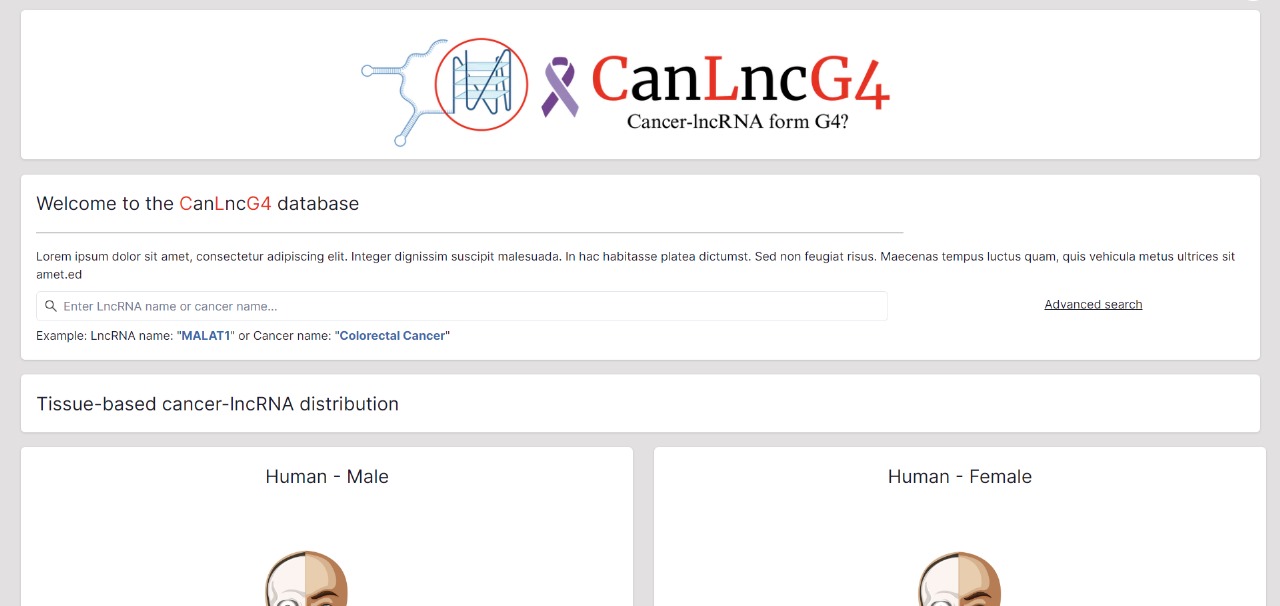 CanLncG4
Cancer-lncRNA form G4?
Welcome to the CanLncG4 database
Lorem ipsum dolor sit amet, consectetur adipiscing elit. Integer dignissim suscipit malesuada. In hac habitasse platea dictumst. Sed non feugiat risus. Maecenas tempus luctus quam, quis vehicula metus ultrices sit
amet.ed
Enter LncRNA name or cancer name...
Advanced search
Example: LncRNA name: "MALAT1" or Cancer name: "Colorectal Cancer"
Tissue-based cancer-lncRNA distribution
Human - Male
Human - Female